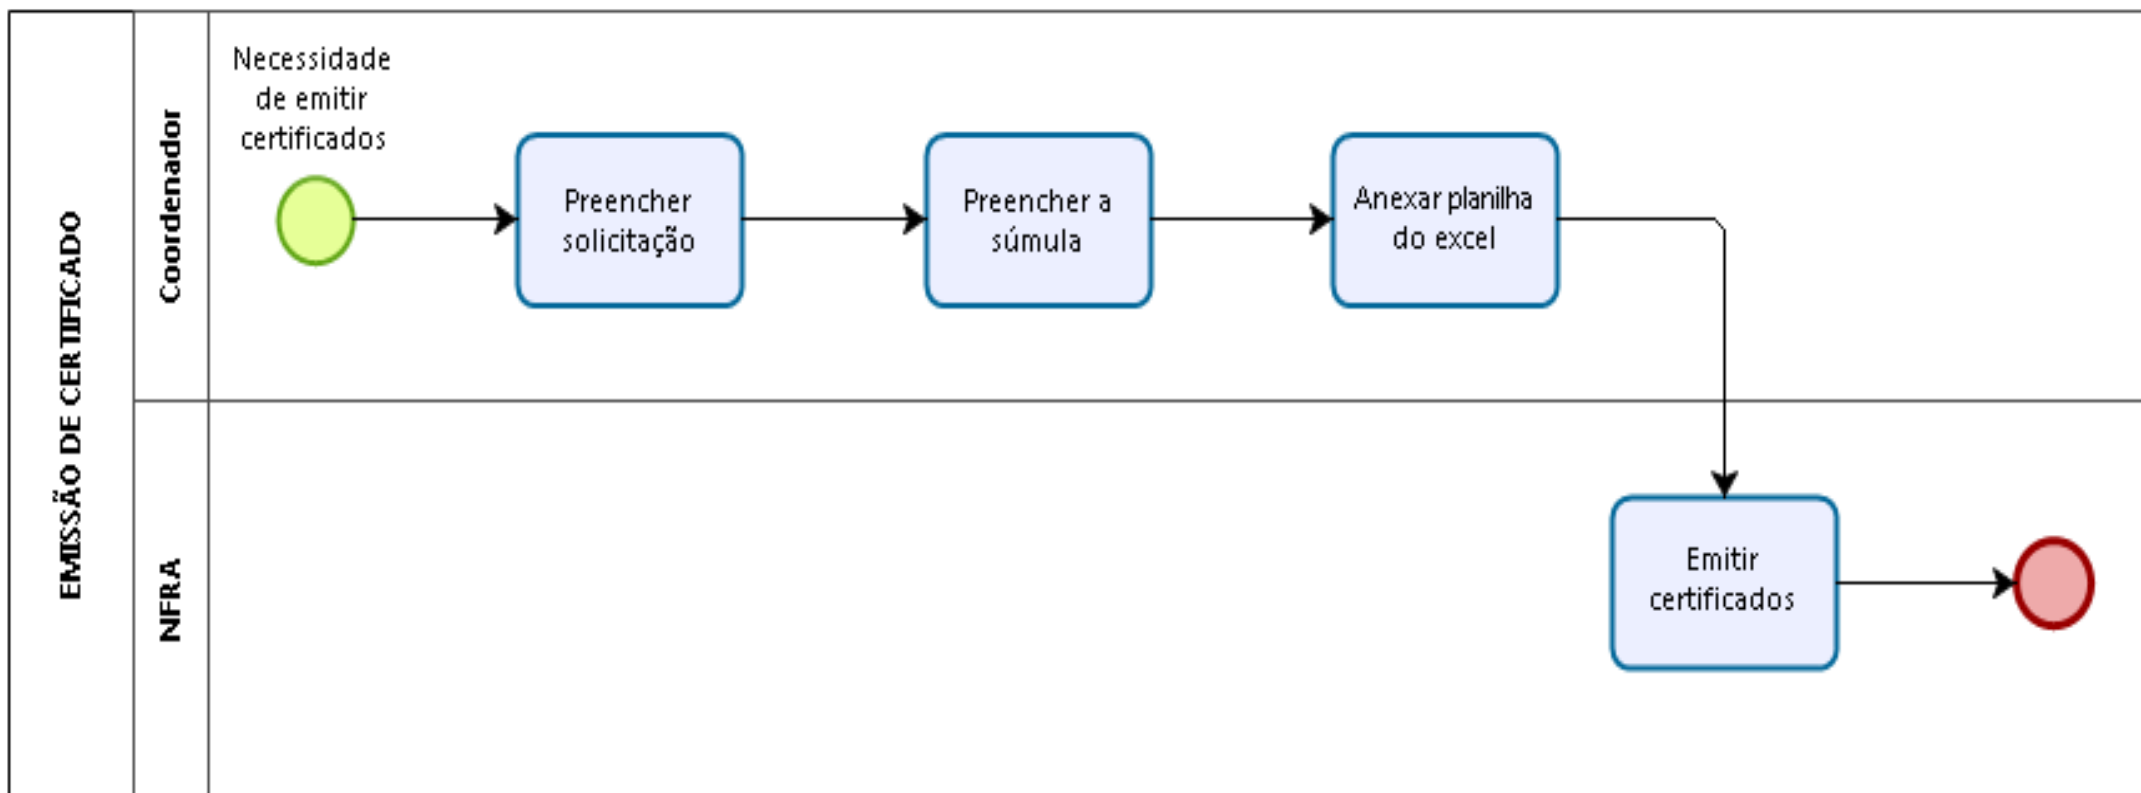 EMISSÃO DE CERTIFICADO
Coordenador
Necessidade
de emitir
certificados
Preencher
solicitação
Preencher a
súmula
Anexar planilha
do excel
NFRA
Emitir
certificados